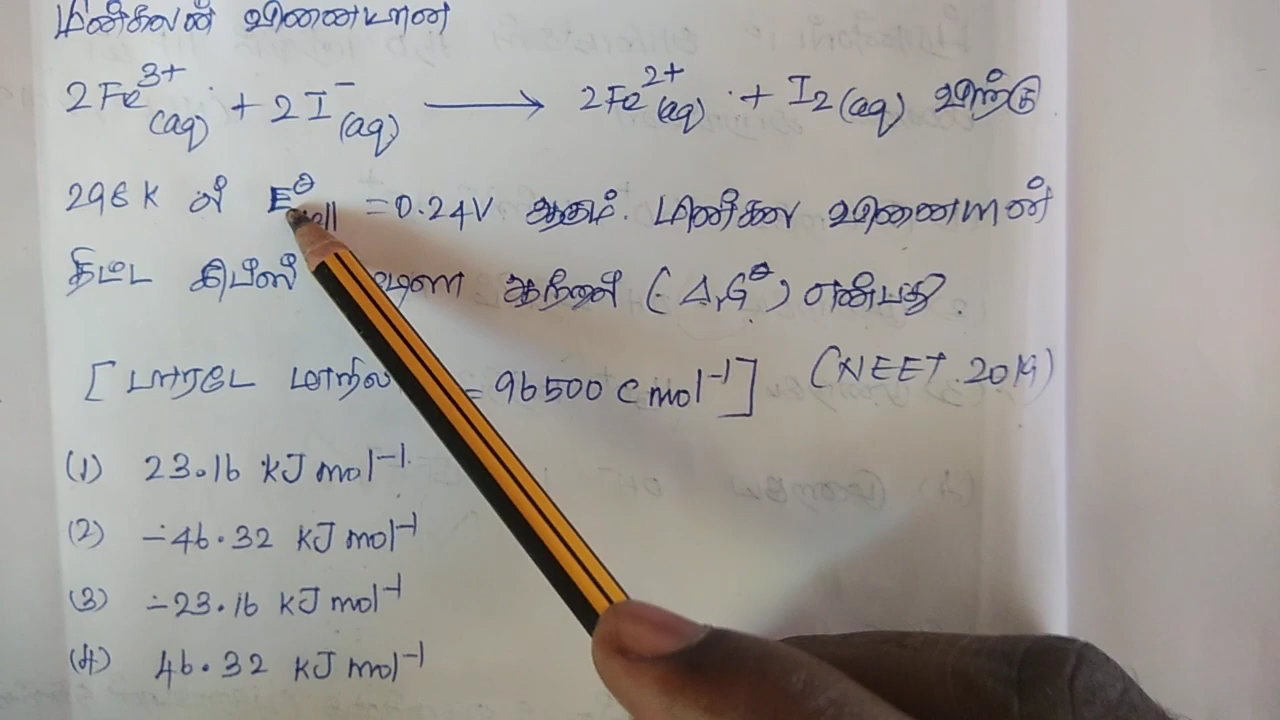 மின்கலன் வினையான
2Fe³⁺(aq) + 2I⁻(aq) ⟶ 2Fe²⁺(aq) + I₂(aq)
298 K ல் E⊖ = 0.24V ஆகும். மின்கல வினையின்
திட்ட கிப்ஸ் ஆற்றல் (ΔᵣG⊖) என்பது.
[பாரடே = 96500 C mol⁻¹] (NEET 2019)
(1) 23.16 kJ mol⁻¹.
(2) -46.32 kJ mol⁻¹
(3) -23.16 kJ mol⁻¹
(4) 46.32 kJ mol⁻¹